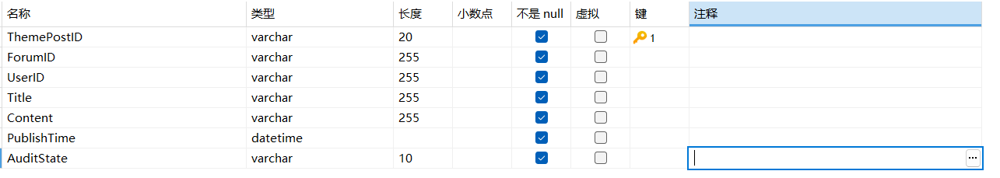 名称 类型 长度 小数点 不是 null 虚拟 键 注释
ThemePostID varchar 20 1
ForumID varchar 255
UserID varchar 255
Title varchar 255
Content varchar 255
PublishTime datetime
AuditState varchar 10 ...